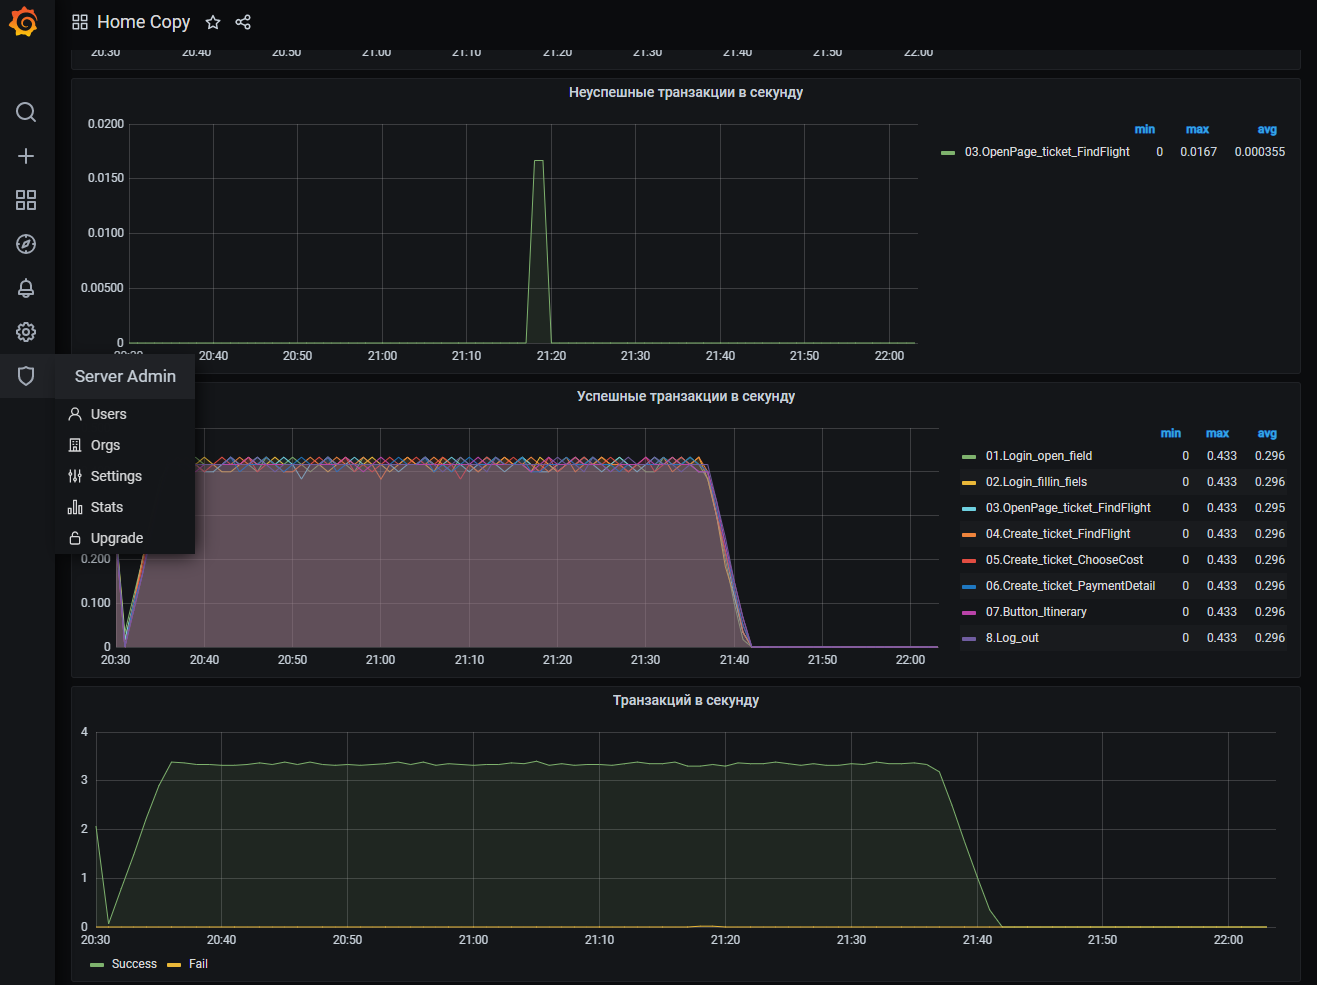 Home Copy
20:30 20:40 20:50 21:00 21:10 21:20 21:30 21:40 21:50 22:00
Неуспешные транзакции в секунду
0.0200
0.0150
0.0100
0.00500
0
20:30 20:40 20:50 21:00 21:10 21:20 21:30 21:40 21:50 22:00
min max avg
03.OpenPage_ticket_FindFlight 0 0.0167 0.000355
Server Admin
Users
Orgs
Settings
Stats
Upgrade
Успешные транзакции в секунду
0.200
0.100
0
20:30 20:40 20:50 21:00 21:10 21:20 21:30 21:40 21:50 22:00
min max avg
01.Login_open_field 0 0.433 0.296
02.Login_fillin_fiels 0 0.433 0.296
03.OpenPage_ticket_FindFlight 0 0.433 0.295
04.Create_ticket_FindFlight 0 0.433 0.296
05.Create_ticket_ChooseCost 0 0.433 0.296
06.Create_ticket_PaymentDetail 0 0.433 0.296
07.Button_Itinerary 0 0.433 0.296
8.Log_out 0 0.433 0.296
Транзакций в секунду
4
3
2
1
0
20:30 20:40 20:50 21:00 21:10 21:20 21:30 21:40 21:50 22:00
Success Fail